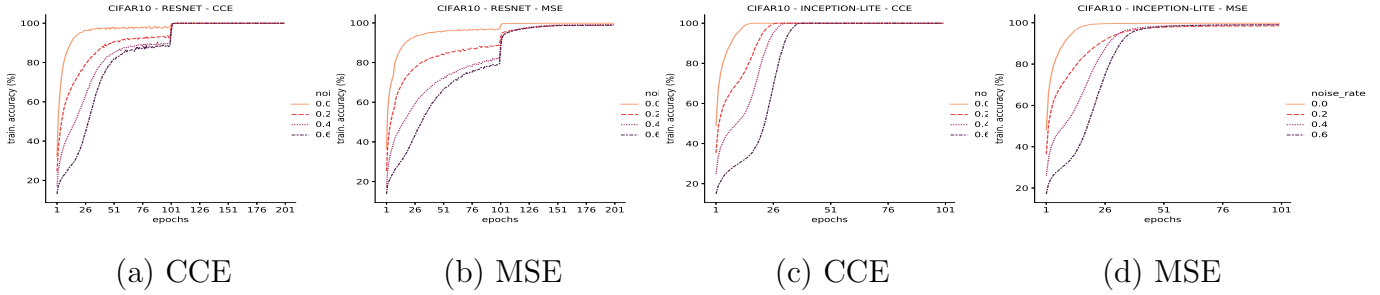 CIFAR10 - RESNET - CCE
train. accuracy (%)
100
80
60
40
20
noi
0.0
0.2
0.4
0.6
1 26 51 76 101 126 151 176 201
epochs
(a) CCE
CIFAR10 - RESNET - MSE
train. accuracy (%)
100
80
60
40
20
noi
0.0
0.2
0.4
0.6
1 26 51 76 101 126 151 176 201
epochs
(b) MSE
CIFAR10 - INCEPTION-LITE - CCE
train. accuracy (%)
100
80
60
40
20
noi
0.0
0.2
0.4
0.6
1 26 51 101
epochs
(c) CCE
CIFAR10 - INCEPTION-LITE - MSE
train. accuracy (%)
100
80
60
40
20
noise_rate
0.0
0.2
0.4
0.6
1 26 51 76 101
epochs
(d) MSE